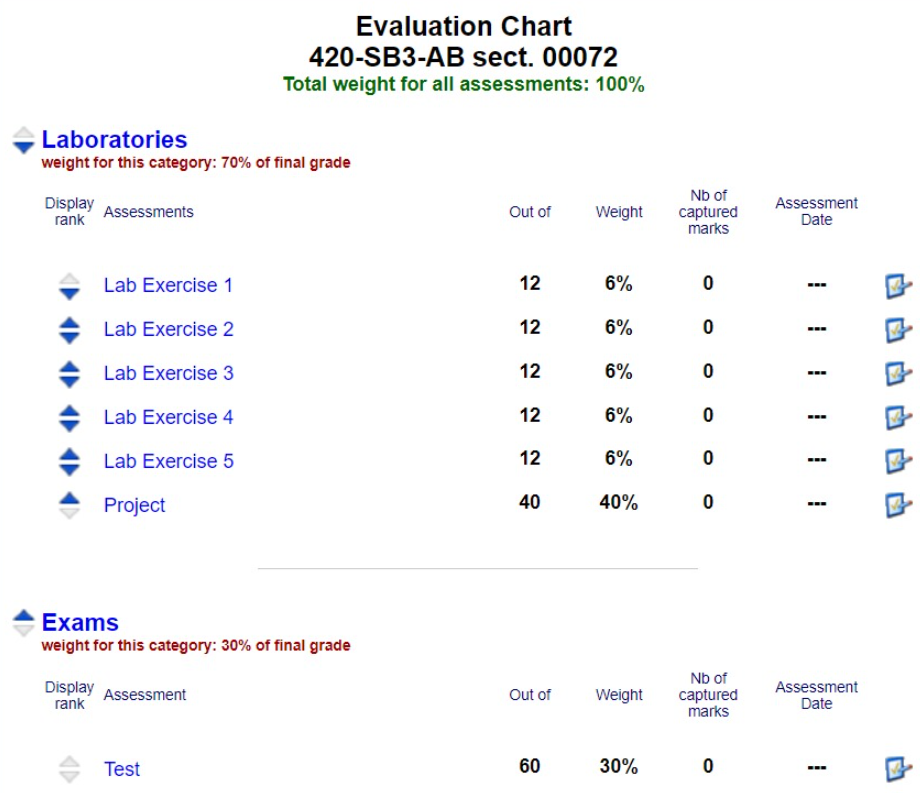 Evaluation Chart
420-SB3-AB sect. 00072
Total weight for all assessments: 100%
Laboratories
weight for this category: 70% of final grade
Display rank Assessments Out of Weight Nb of captured marks Assessment Date
Lab Exercise 1 12 6% 0 ---
Lab Exercise 2 12 6% 0 ---
Lab Exercise 3 12 6% 0 ---
Lab Exercise 4 12 6% 0 ---
Lab Exercise 5 12 6% 0 ---
Project 40 40% 0 ---
Exams
weight for this category: 30% of final grade
Display rank Assessment Out of Weight Nb of captured marks Assessment Date
Test 60 30% 0 ---